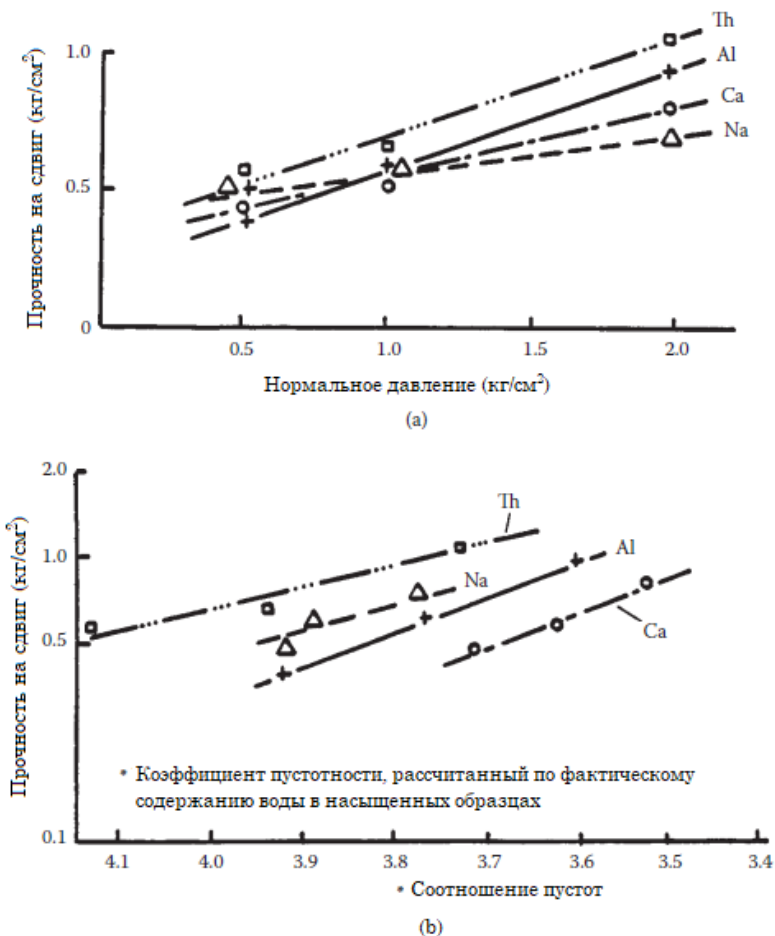 Прочность на сдвиг (кг/см²)
1.0
0.5
0
Th
Al
Ca
Na
0.5 1.0 1.5 2.0
Нормальное давление (кг/см²)
(a)
Прочность на сдвиг (кг/см²)
2.0
1.0
0.5
0.1
Th
Al
Na
Ca
* Коэффициент пустотности, рассчитанный по фактическому
содержанию воды в насыщенных образцах
4.1 4.0 3.9 3.8 3.7 3.6 3.5 3.4
* Соотношение пустот
(b)